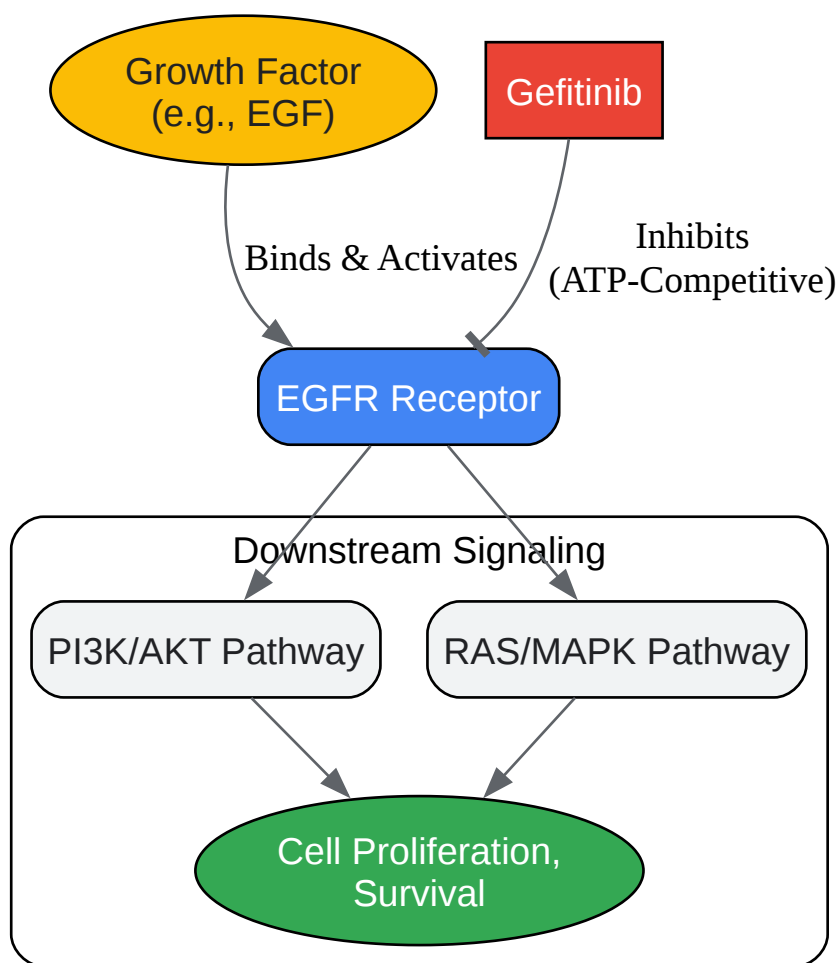 Growth Factor
(e.g., EGF)
Gefitinib
Binds & Activates
Inhibits
(ATP-Competitive)
EGFR Receptor
Downstream Signaling
PI3K/AKT Pathway
RAS/MAPK Pathway
Cell Proliferation,
Survival